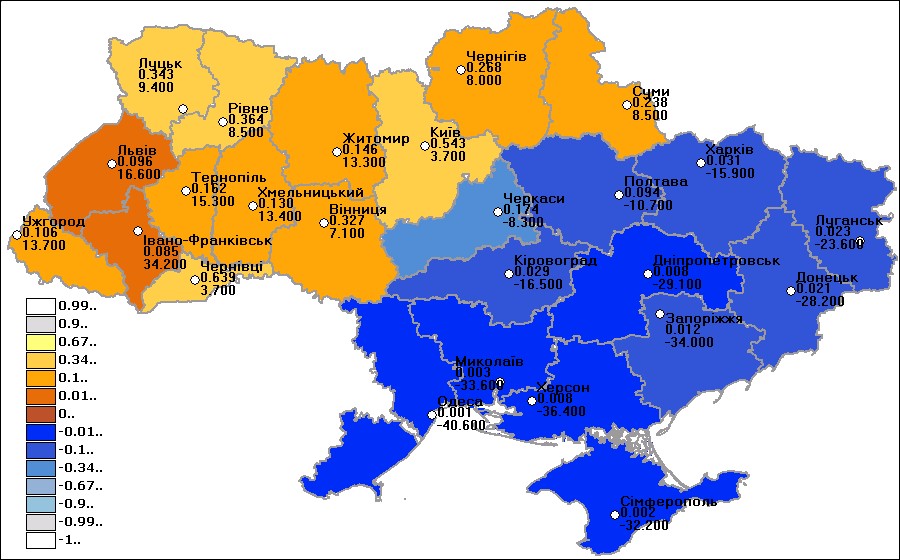 Луцьк
0.343
9.400
Рівне
0.364
8.500
Чернігів
0.268
8.000
Суми
0.238
8.500
Житомир
0.146
13.300
Київ
0.543
3.700
Харків
0.031
-15.900
Львів
0.096
16.600
Тернопіль
0.162
15.300
Хмельницький
0.130
13.400
Вінниця
0.327
7.100
Черкаси
0.174
-8.300
Полтава
0.094
-10.700
Луганськ
0.023
-23.600
Ужгород
0.106
13.700
Івано-Франківськ
0.085
34.200
Чернівці
0.639
3.700
Кіровоград
0.029
-16.500
Дніпропетровськ
0.008
-29.100
Донецьк
0.021
-28.200
Запоріжжя
0.012
-34.000
Миколаїв
0.003
-33.600
Херсон
0.008
-36.400
Одеса
0.001
-40.600
Сімферополь
0.002
-32.200
0.99..
0.9..
0.67..
0.34..
0.1..
0.01..
0..
-0.01..
-0.1..
-0.34..
-0.67..
-0.9..
-0.99..
-1..